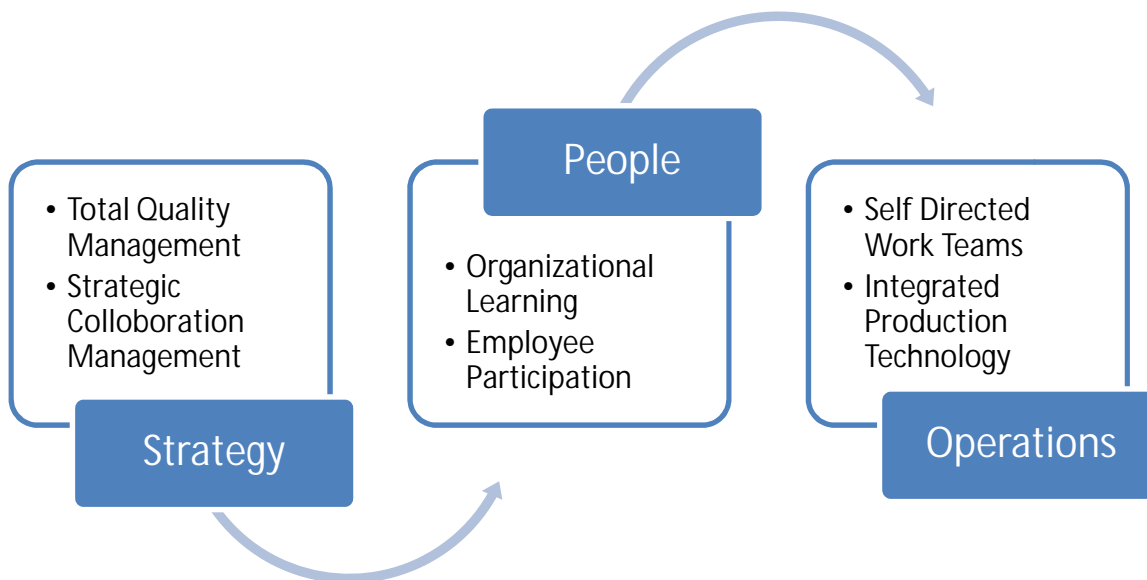 • Total Quality
Management
• Strategic
Colloboration
Management
Strategy
People
• Organizational
Learning
• Employee
Participation
• Self Directed
Work Teams
• Integrated
Production
Technology
Operations